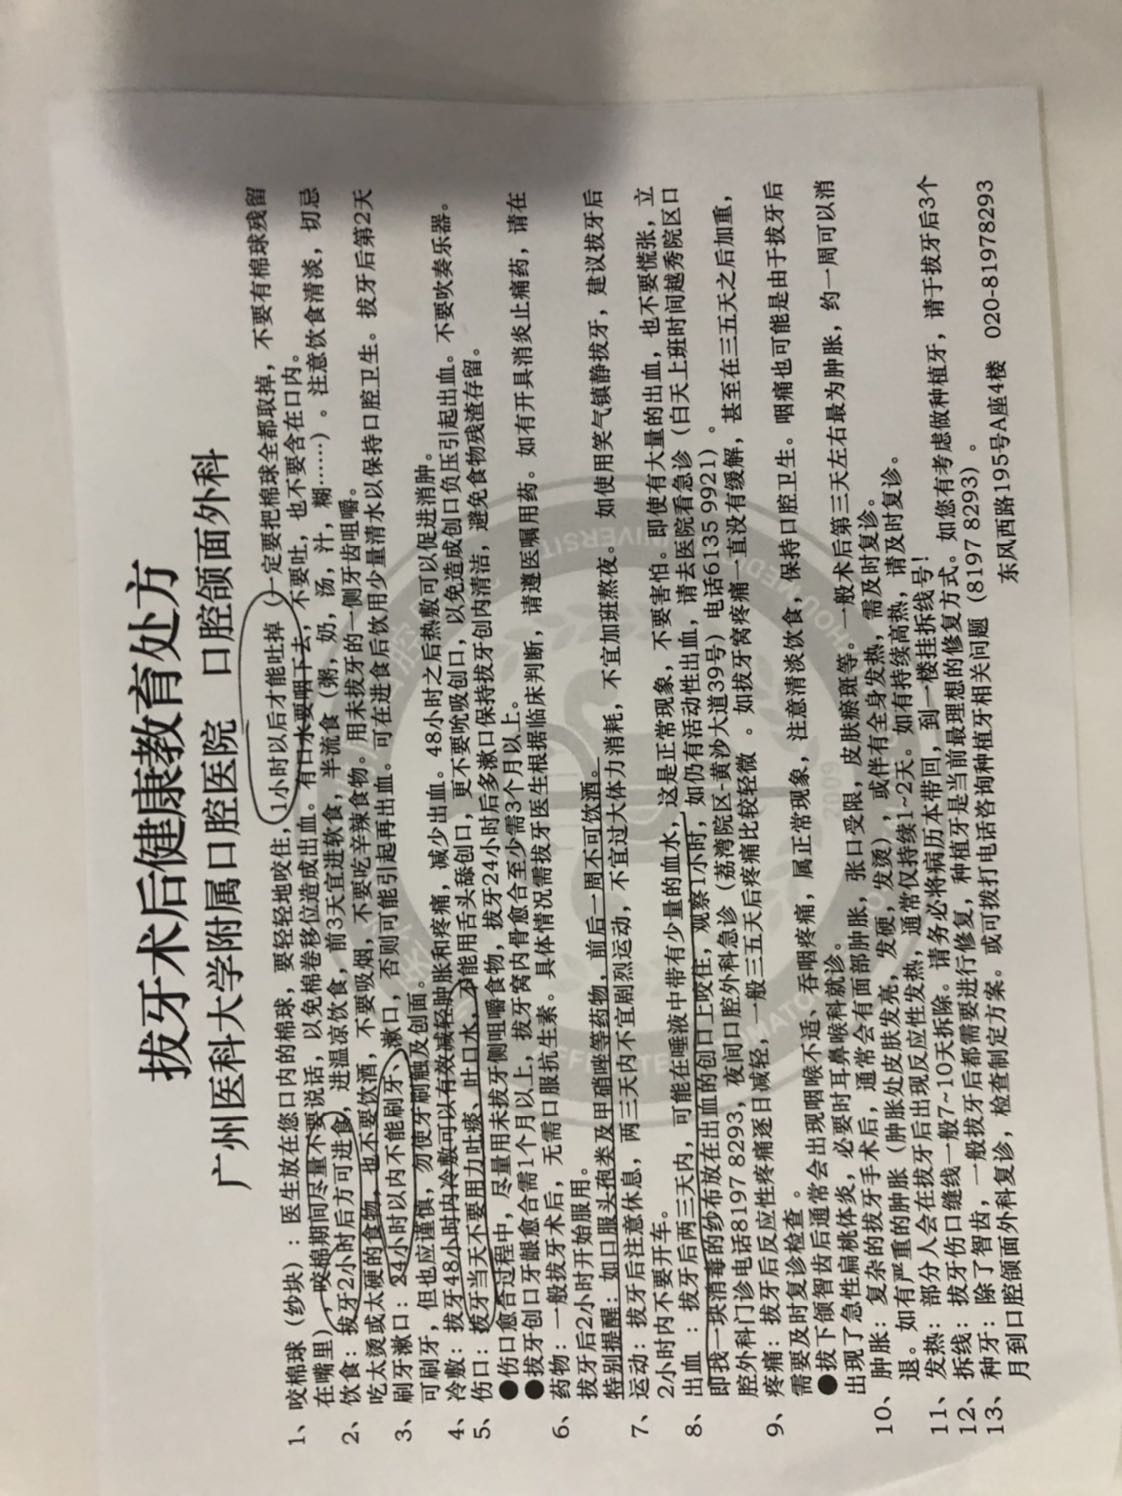 拔牙术后健康教育处方
广州医科大学附属口腔医院 口腔颌面外科
1、咬棉球（纱块）：医生放在您口内的棉球，要轻轻地咬住，1小时以后才能吐掉（一定要把棉球全都取掉，不要有棉球残留
在嘴里），咬棉期间尽量不要说话，以免棉卷移位造成出血。有口水要咽下去，不要吐，也不要含在口内。
2、饮食：拔牙2小时后方可进食，进温凉饮食，前3天宜进软食，半流食（粥，奶，汤，汁，糊……）。注意饮食清淡，切忌
吃太烫或太硬的食物，也不要饮酒，不要吸烟，不要吃辛辣食物。用未拔牙的一侧牙齿咀嚼。
3、刷牙漱口：24小时以内不能刷牙、漱口，否则可能引起再出血。可在进食后饮用少量清水以保持口腔卫生。拔牙后第2天
可刷牙，但也应谨慎，勿使牙刷触及创面。
4、冷敷：拔牙48小时内冷敷可以有效减轻肿胀和疼痛，减少出血。48小时之后热敷可以促进消肿。
5、伤口：拔牙当天不要用力吐痰、吐口水，不能用舌头舔创口，更不要吮吸创口，以免造成创口负压引起出血。不要吹奏乐器。
●伤口愈合过程中，尽量用未拔牙侧咀嚼食物，拔牙24小时后多漱口保持拔牙创内清洁，避免食物残渣存留。
●拔牙创口牙龈愈合需1个月以上，拔牙窝内骨愈合至少需3个月以上。
6、药物：一般拔牙术后，无需口服抗生素。具体情况需拔牙医生根据临床判断，请遵医嘱用药。如有开具消炎止痛药，请在
拔牙后2小时开始服用。
特别提醒：如口服头孢类及甲硝唑等药物，前后一周不可饮酒。
7、运动：拔牙后注意休息，两三天内不宜剧烈运动，不宜过大体力消耗，不宜加班熬夜。如使用笑气镇静拔牙，建议拔牙后
2小时内不要开车。
8、出血：拔牙后两三天内，可能在唾液中带有少量的血水，这是正常现象，不要害怕。即使有大量的出血，也不要慌张，立
即找一块消毒的纱布放在出血的创口上咬住，观察1小时，如仍有活动性出血，请去医院看急诊（白天上班时间越秀院区口
腔外科门诊电话8197 8293，夜间口腔外科急诊（荔湾院区-黄沙大道39号）电话6135 9921）。
9、疼痛：拔牙后反应性疼痛逐日减轻，一般三五天后疼痛比较轻微 。如拔牙窝疼痛一直没有缓解，甚至在三五天之后加重，
需要及时复诊检查。
●拔下颌智齿后通常会出现咽喉不适、吞咽疼痛，属正常现象，注意清淡饮食，保持口腔卫生。咽痛也可能是由于拔牙后
出现了急性扁桃体炎，必要时耳鼻喉科就诊。
10、肿胀：复杂的拔牙手术后，通常会有面部肿胀，张口受限，皮肤瘀斑等。一般术后第三天左右最为肿胀，约一周可以消
退。如有严重的肿胀（肿胀处皮肤发亮，发硬，发烫），或伴有全身发热，需及时复诊。
11、发热：部分人会在拔牙后出现反应性发热，通常仅持续1~2天。如有持续高热，请及时复诊。
12、拆线：拔牙伤口缝线一般7~10天拆除。请务必将病历本带回，到一楼挂拆线号！
13、种牙：除了智齿，一般拔牙后都需要进行修复，种植牙是当前最理想的修复方式。如您有考虑做种植牙，请于拔牙后3个
月到口腔颌面外科复诊，检查制定方案。或可拨打电话咨询种植牙相关问题（8197 8293）。
东风西路195号A座4楼 020-81978293
2009